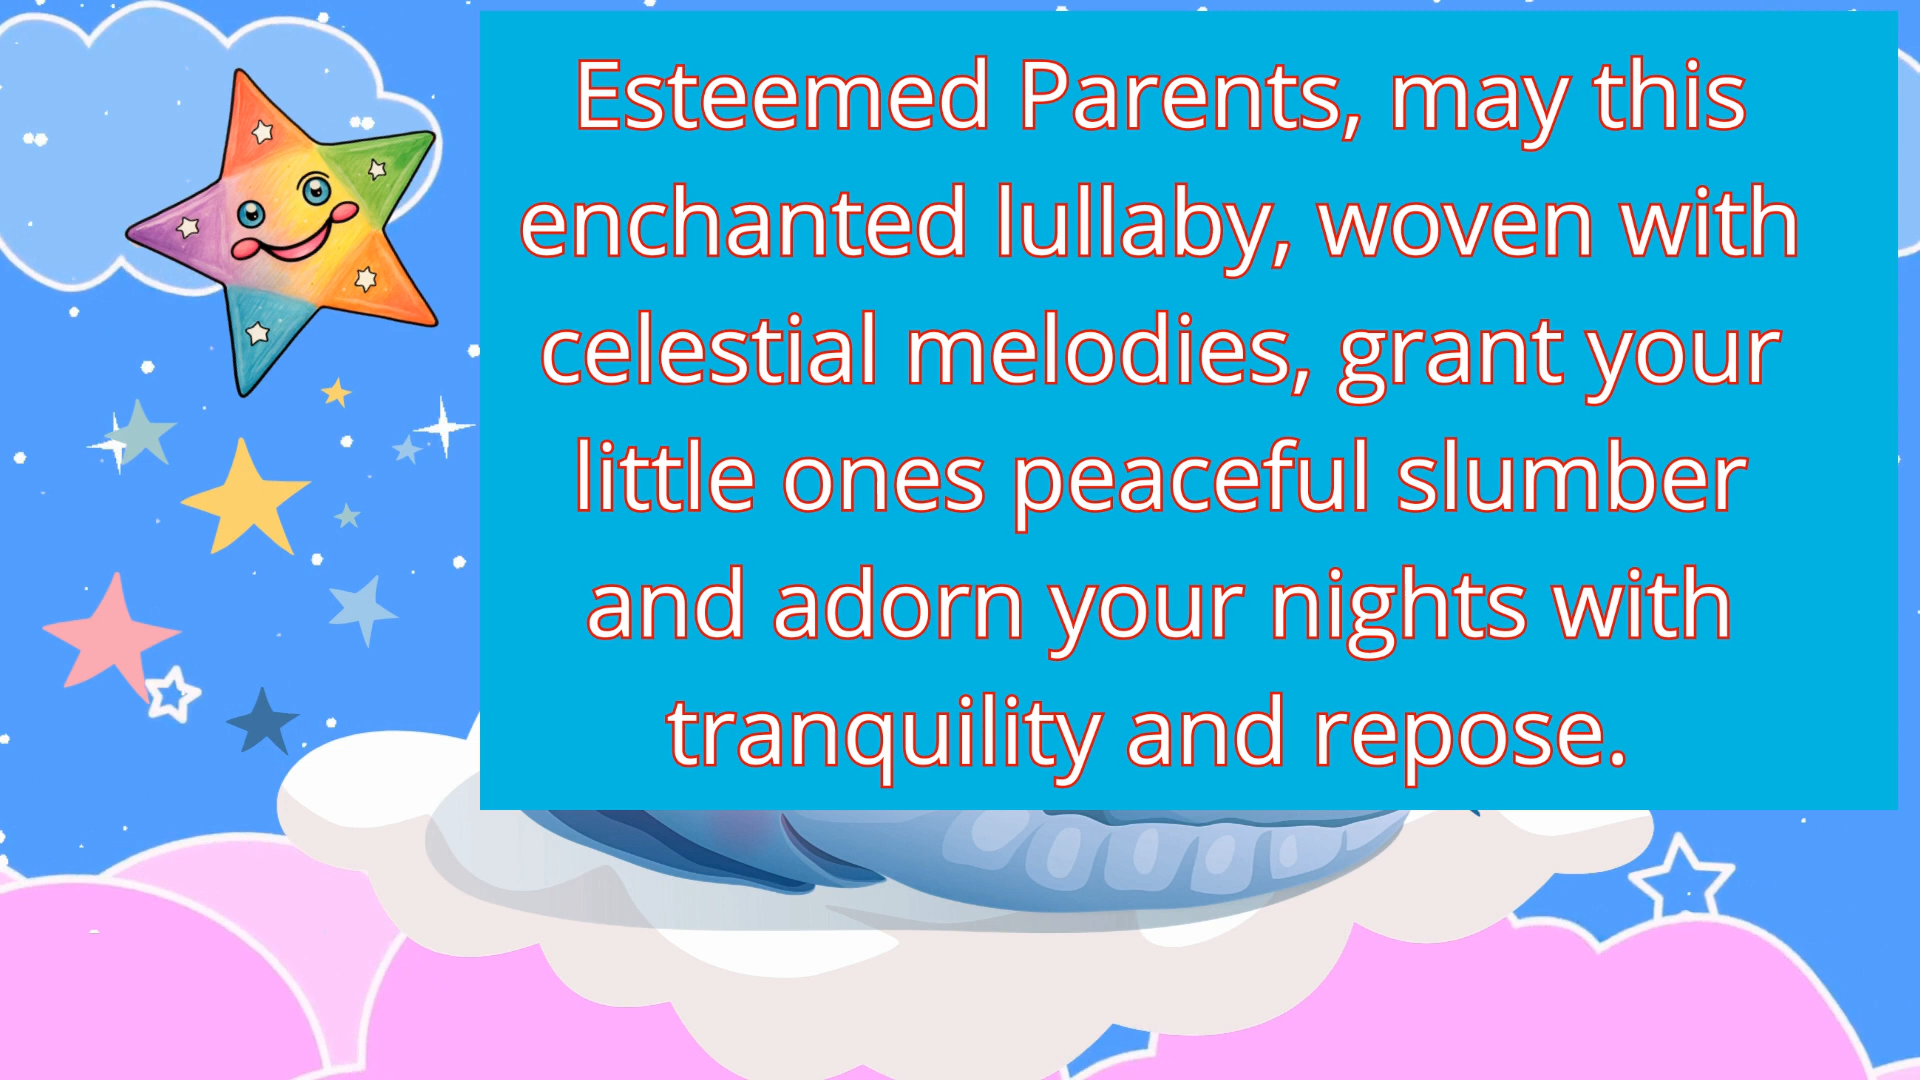 Esteemed Parents, may this
enchanted lullaby, woven with
celestial melodies, grant your
little ones peaceful slumber
and adorn your nights with
tranquility and repose.